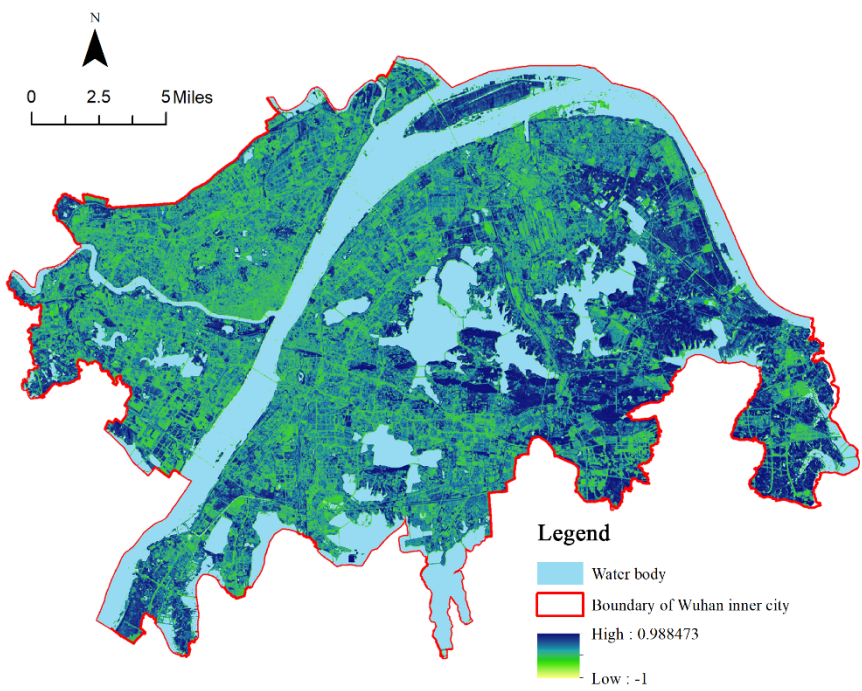 N
0 2.5 5 Miles
Legend
Water body
Boundary of Wuhan inner city
High : 0.988473
Low : -1